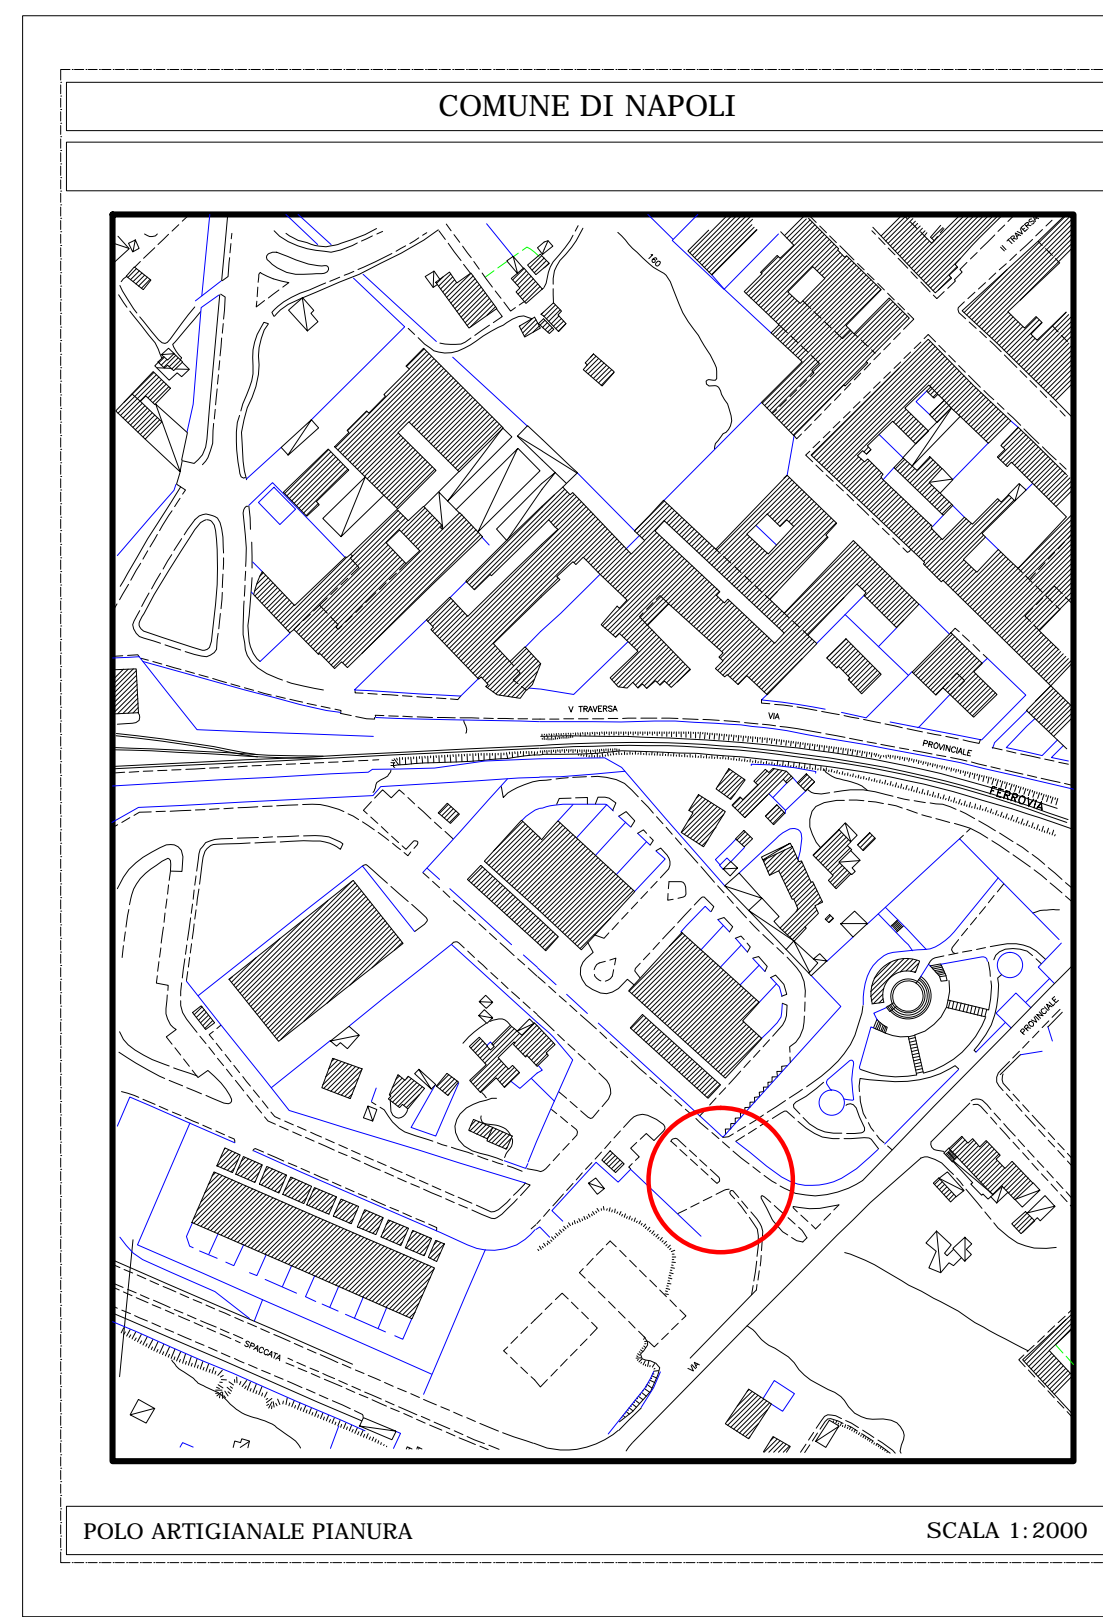 COMUNE DI NAPOLI
II TRAVERSA
160
V TRAVERSA
VIA
PROVINCIALE
FERROVIA
PROVINCIALE
SPACCATA
VIA
POLO ARTIGIANALE PIANURA
SCALA 1:2000